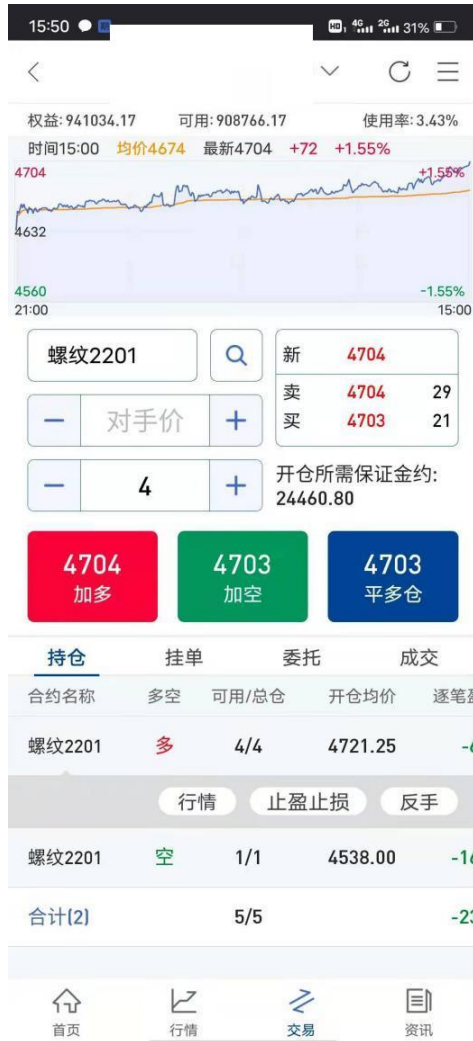 15:50 HD1 4G 2G 31%
权益:941034.17 可用:908766.17 使用率:3.43%
时间15:00 均价4674 最新4704 +72 +1.55%
4704 +1.55%
4632
4560 -1.55%
21:00 15:00
螺纹2201 新 4704
卖 4704 29
对手价 买 4703 21
4 开仓所需保证金约:
24460.80
4704 4703 4703
加多 加空 平多仓
持仓 挂单 委托 成交
合约名称 多空 可用/总仓 开仓均价 逐笔
螺纹2201 多 4/4 4721.25
行情 止盈止损 反手
螺纹2201 空 1/1 4538.00
合计(2) 5/5
首页 行情 交易 资讯